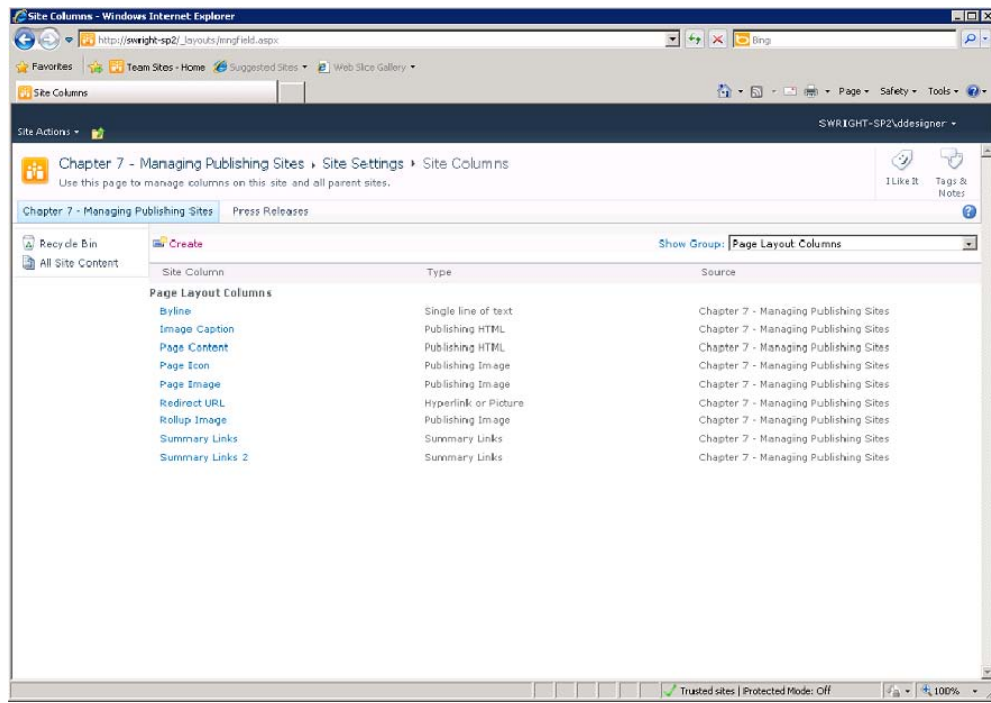 Site Columns - Windows Internet Explorer
http://swright-sp2/_layouts/mngfield.aspx
Bing
Favorites Team Sites - Home Suggested Sites Web Slice Gallery
Site Columns
Page Safety Tools
Site Actions
SWRIGHT-SP2\ddesigner
Chapter 7 - Managing Publishing Sites Site Settings Site Columns
Use this page to manage columns on this site and all parent sites.
I Like It
Tags & Notes
Chapter 7 - Managing Publishing Sites Press Releases
Recycle Bin
All Site Content
Create
Show Group: Page Layout Columns
Site Column Type Source
Page Layout Columns
Byline Single line of text Chapter 7 - Managing Publishing Sites
Image Caption Publishing HTML Chapter 7 - Managing Publishing Sites
Page Content Publishing HTML Chapter 7 - Managing Publishing Sites
Page Icon Publishing Image Chapter 7 - Managing Publishing Sites
Page Image Publishing Image Chapter 7 - Managing Publishing Sites
Redirect URL Hyperlink or Picture Chapter 7 - Managing Publishing Sites
Rollup Image Publishing Image Chapter 7 - Managing Publishing Sites
Summary Links Summary Links Chapter 7 - Managing Publishing Sites
Summary Links 2 Summary Links Chapter 7 - Managing Publishing Sites
Trusted sites | Protected Mode: Off
100%